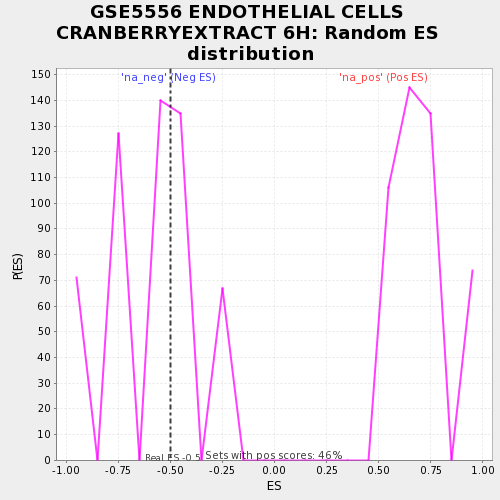 GSE5556 ENDOTHELIAL CELLS
CRANBERRYEXTRACT 6H: Random ES
distribution
'na_neg' (Neg ES)
'na_pos' (Pos ES)
150
140
130
120
110
100
90
80
70
60
50
40
30
20
10
0
P(ES)
Real ES -0.5
Sets with pos scores: 46%
-1.00 -0.75 -0.50 -0.25 0.00 0.25 0.50 0.75 1.00
ES